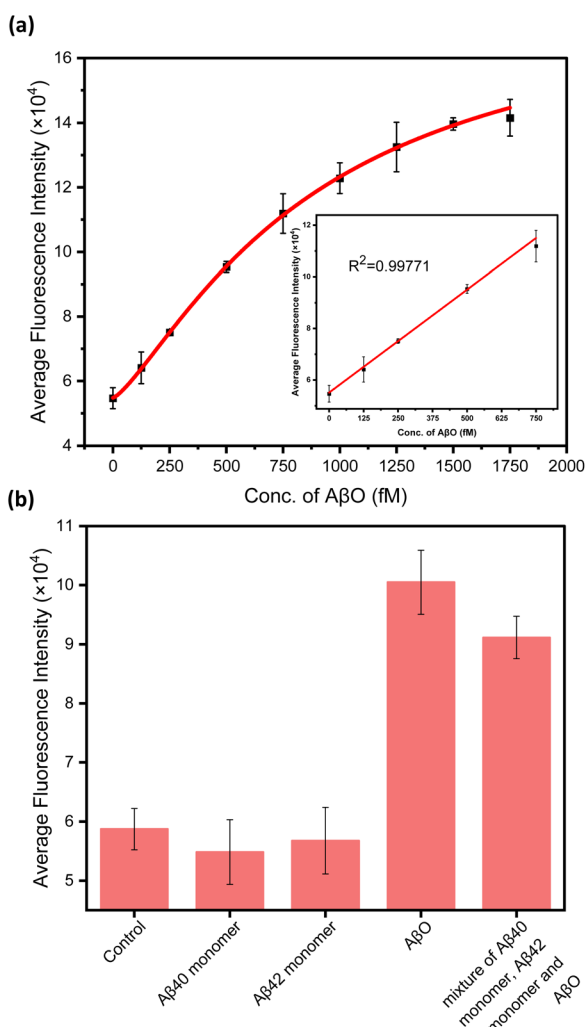 (a)
Average Fluorescence Intensity (×10⁴)
16
14
12
10
8
6
4
0 250 500 750 1000 1250 1500 1750 2000
Conc. of AβO (fM)
Average Fluorescence Intensity (×10⁴)
12
10
8
6
R²=0.99771
0 125 250 375 500 625 750
Conc. of AβO (fM)
(b)
Average Fluorescence Intensity (×10⁴)
11
10
9
8
7
6
5
Control
Aβ40 monomer
Aβ42 monomer
AβO
mixture of Aβ40
monomer, Aβ42
monomer and
AβO